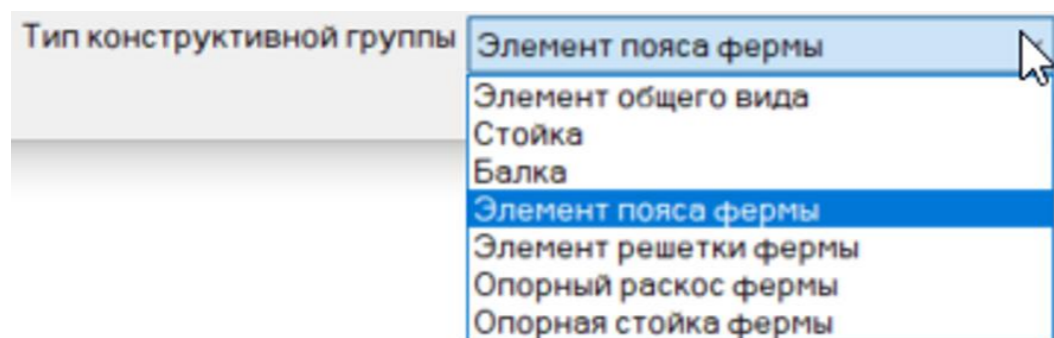 Тип конструктивной группы Элемент пояса фермы
Элемент общего вида
Стойка
Балка
Элемент пояса фермы
Элемент решетки фермы
Опорный раскос фермы
Опорная стойка фермы